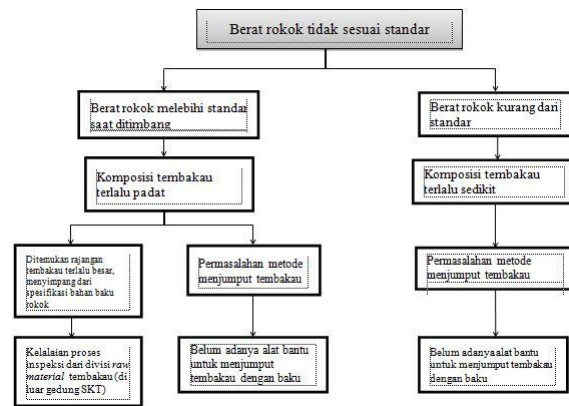 Berat rokok tidak sesuai standar
Berat rokok melebihi standar
saat ditimbang
Berat rokok kurang dari
standar
Komposisi tembakau
terlalu padat
Komposisi tembakau
terlalu sedikit
Ditemukan rajangan
tembakau terlalu besar,
menyimpang dari
spesifikasi bahan baku
rokok
Permasalahan metode
menjumput tembakau
Permasalahan metode
menjumput tembakau
Kelalaian proses
inspeksi dari divisi raw
material tembakau (di
luar gedung SKT)
Belum adanya alat bantu
untuk menjumput
tembakau dengan baku
Belum adanya alat bantu
untuk menjumput tembakau
dengan baku